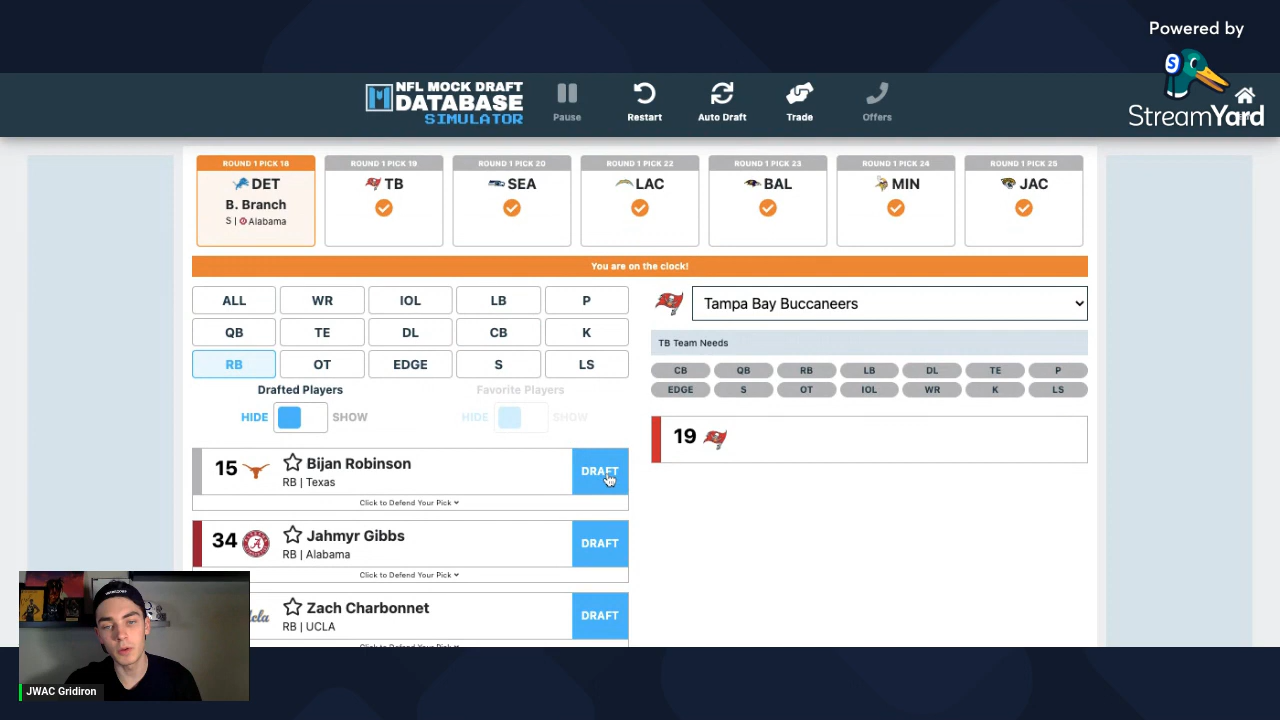 Powered by
StreamYard
NFL MOCK DRAFT
DATABASE
SIMULATOR
Pause
Restart
Auto Draft
Trade
Offers
ROUND 1 PICK 18
DET
B. Branch
S | Alabama
ROUND 1 PICK 19
TB
ROUND 1 PICK 20
SEA
ROUND 1 PICK 22
LAC
ROUND 1 PICK 23
BAL
ROUND 1 PICK 24
MIN
ROUND 1 PICK 25
JAC
You are on the clock!
ALL
WR
IOL
LB
P
QB
TE
DL
CB
K
RB
OT
EDGE
S
LS
Drafted Players
HIDE
SHOW
Favorite Players
HIDE
SHOW
15
Bijan Robinson
RB | Texas
DRAFT
Click to Defend Your Pick
34
Jahmyr Gibbs
RB | Alabama
DRAFT
Click to Defend Your Pick
Zach Charbonnet
RB | UCLA
DRAFT
Tampa Bay Buccaneers
TB Team Needs
CB
QB
RB
LB
DL
TE
P
EDGE
S
OT
IOL
WR
K
LS
19
JWAC Gridiron